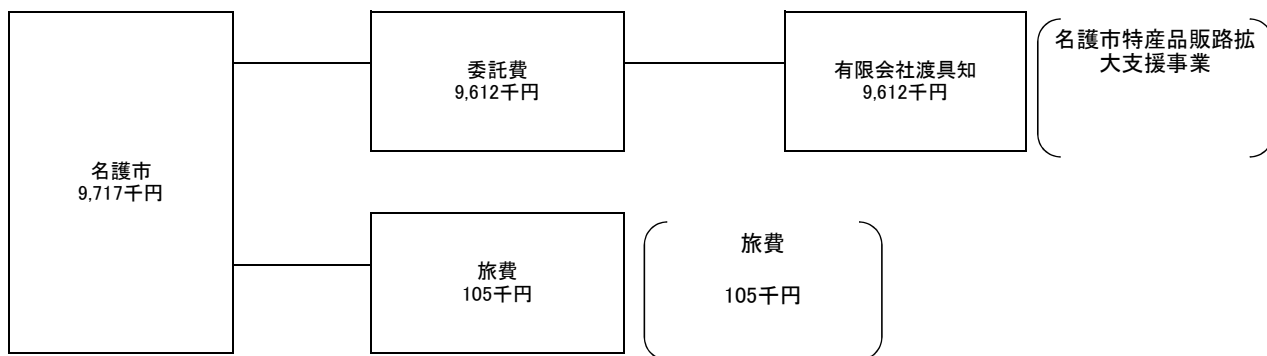 名護市
9,717千円
委託費
9,612千円
有限会社渡具知
9,612千円
名護市特産品販路拡
大支援事業
旅費
105千円
旅費
105千円